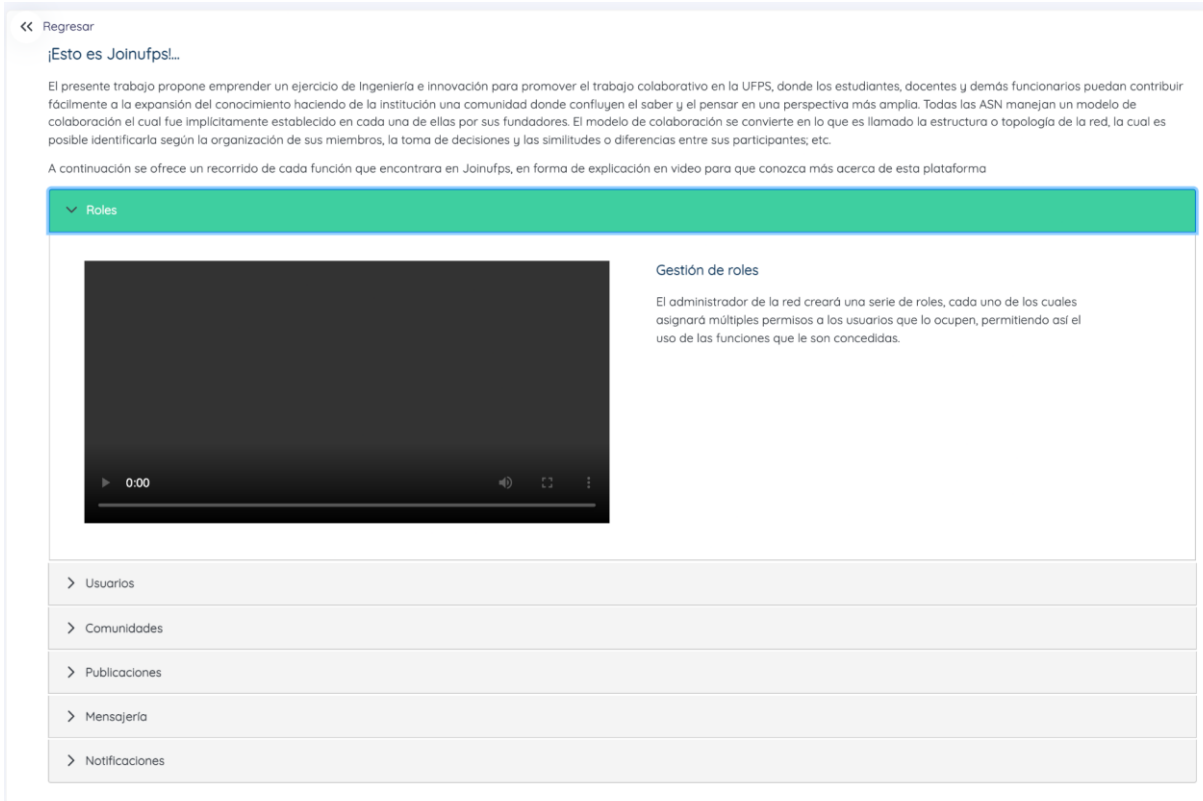 Regresar
¡Esto es Joinufps!...
El presente trabajo propone emprender un ejercicio de Ingeniería e innovación para promover el trabajo colaborativo en la UFPS, donde los estudiantes, docentes y demás funcionarios puedan contribuir
fácilmente a la expansión del conocimiento haciendo de la institución una comunidad donde confluyen el saber y el pensar en una perspectiva más amplia. Todas las ASN manejan un modelo de
colaboración el cual fue implícitamente establecido en cada una de ellas por sus fundadores. El modelo de colaboración se convierte en lo que es llamado la estructura o topología de la red, la cual es
posible identificarla según la organización de sus miembros, la toma de decisiones y las similitudes o diferencias entre sus participantes; etc.
A continuación se ofrece un recorrido de cada función que encontrara en Joinufps, en forma de explicación en video para que conozca más acerca de esta plataforma
Roles
Gestión de roles
El administrador de la red creará una serie de roles, cada uno de los cuales
asignará múltiples permisos a los usuarios que lo ocupen, permitiendo así el
uso de las funciones que le son concedidas.
0:00
Usuarios
Comunidades
Publicaciones
Mensajería
Notificaciones